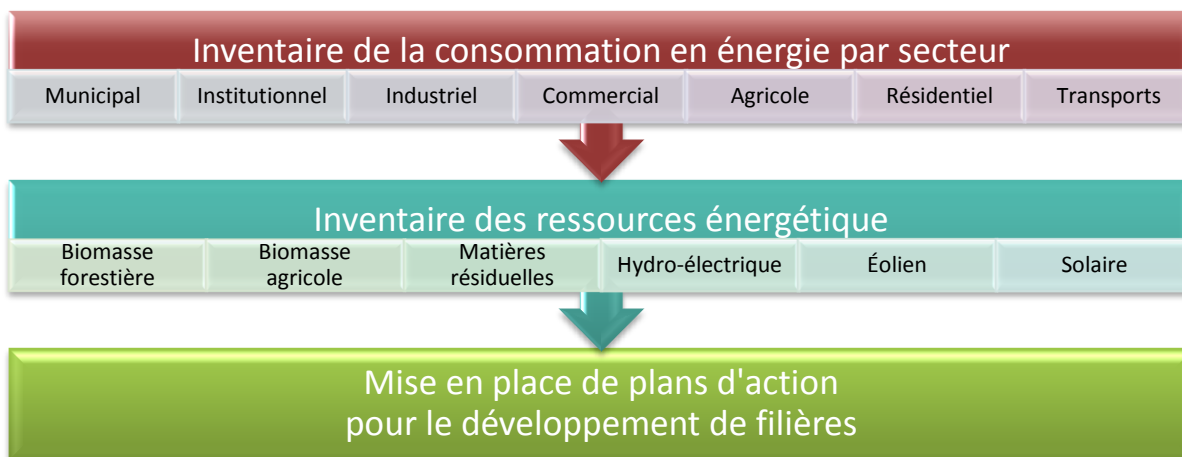 Inventaire de la consommation en énergie par secteur
Municipal Institutionnel Industriel Commercial Agricole Résidentiel Transports
Inventaire des ressources énergétique
Biomasse forestière Biomasse agricole Matières résiduelles Hydro-électrique Éolien Solaire
Mise en place de plans d'action
pour le développement de filières